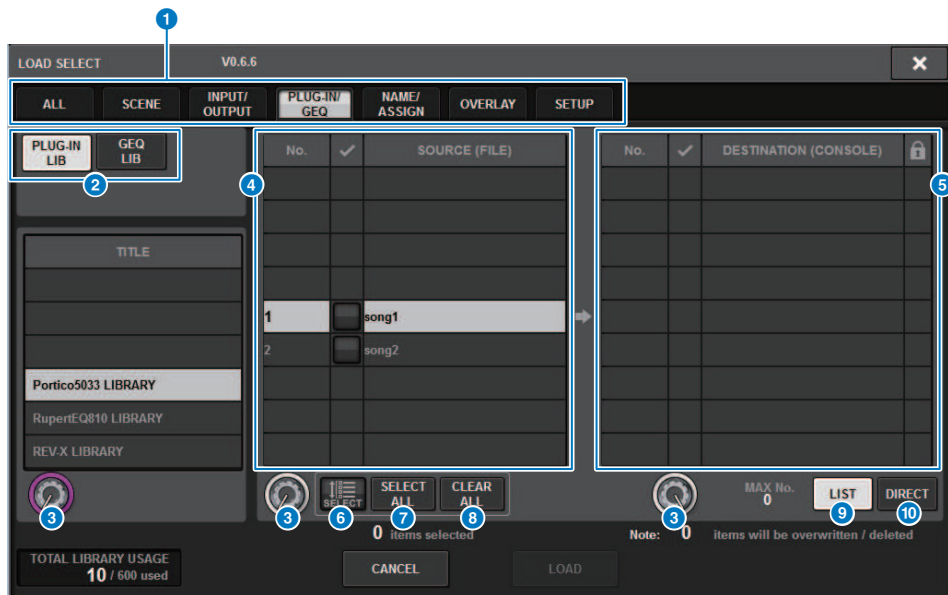 1
LOAD SELECT V0.6.6
ALL SCENE INPUT/OUTPUT PLUG-IN/GEQ NAME/ASSIGN OVERLAY SETUP
PLUG-IN LIB GEQ LIB
2
4
5
No. ✓ SOURCE (FILE)
No. ✓ DESTINATION (CONSOLE)
TITLE
1 song1
2 song2
Portico5033 LIBRARY
RupertEQ810 LIBRARY
REV-X LIBRARY
3
3
SELECT
6
SELECT ALL
7
CLEAR ALL
8
3
MAX No.
0
LIST
9
DIRECT
10
0 items selected
Note: 0 items will be overwritten / deleted
TOTAL LIBRARY USAGE
10 / 600 used
CANCEL
LOAD